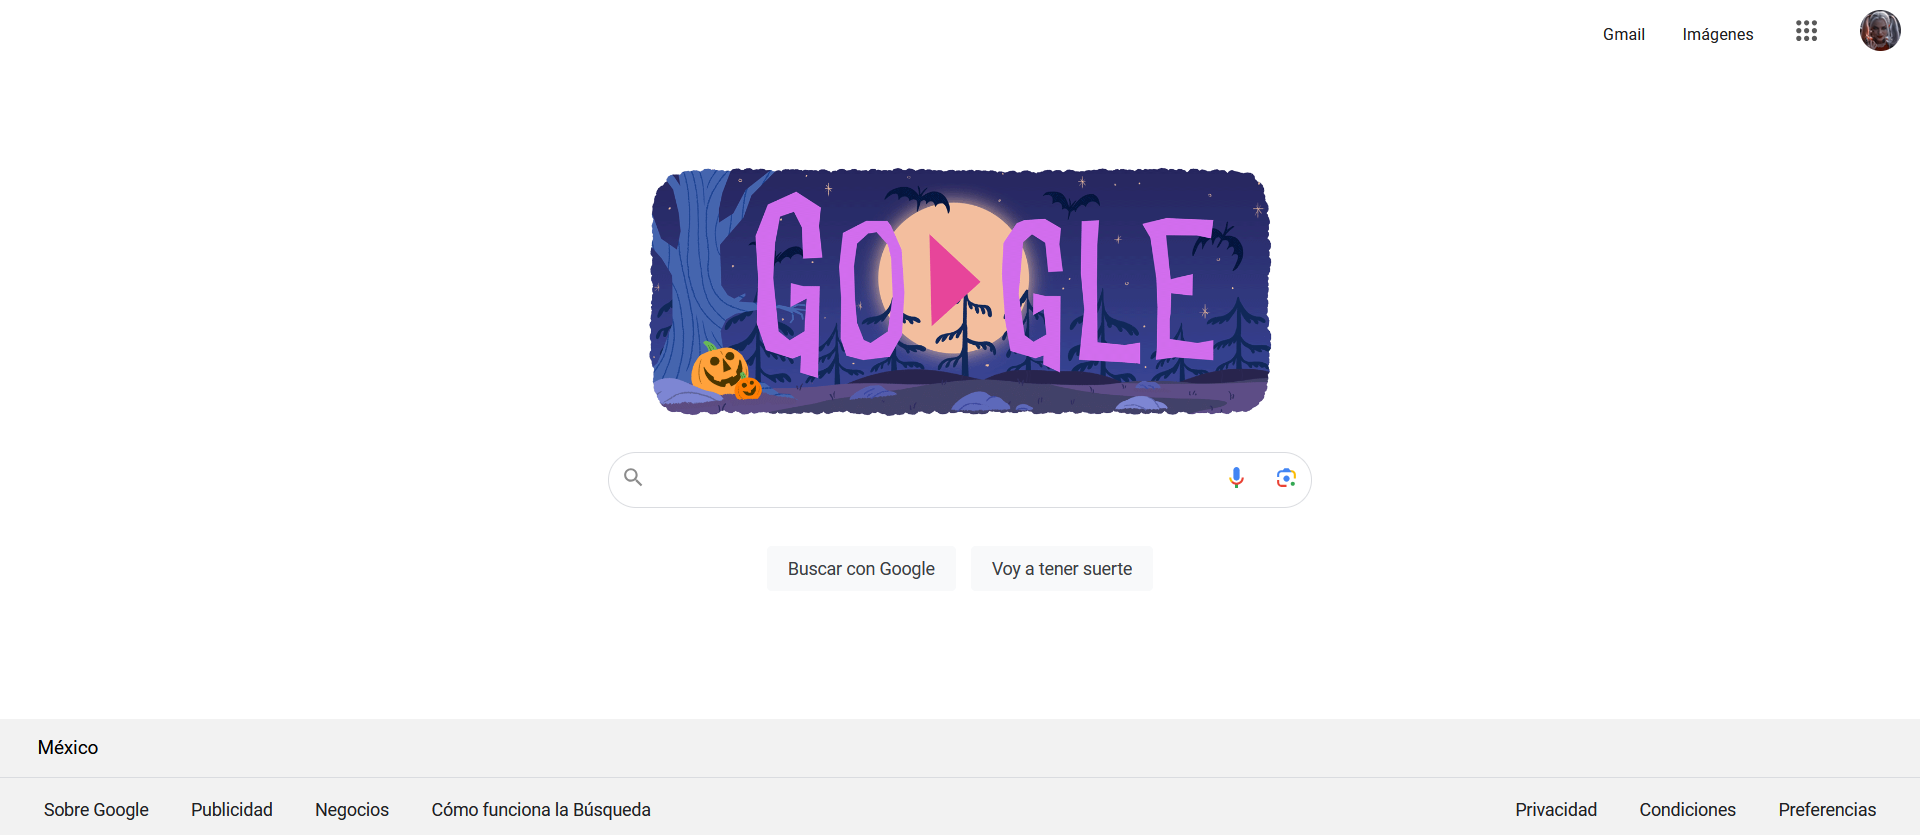 Gmail Imágenes
GOOGLE
Buscar con Google Voy a tener suerte
México
Sobre Google Publicidad Negocios Cómo funciona la Búsqueda Privacidad Condiciones Preferencias